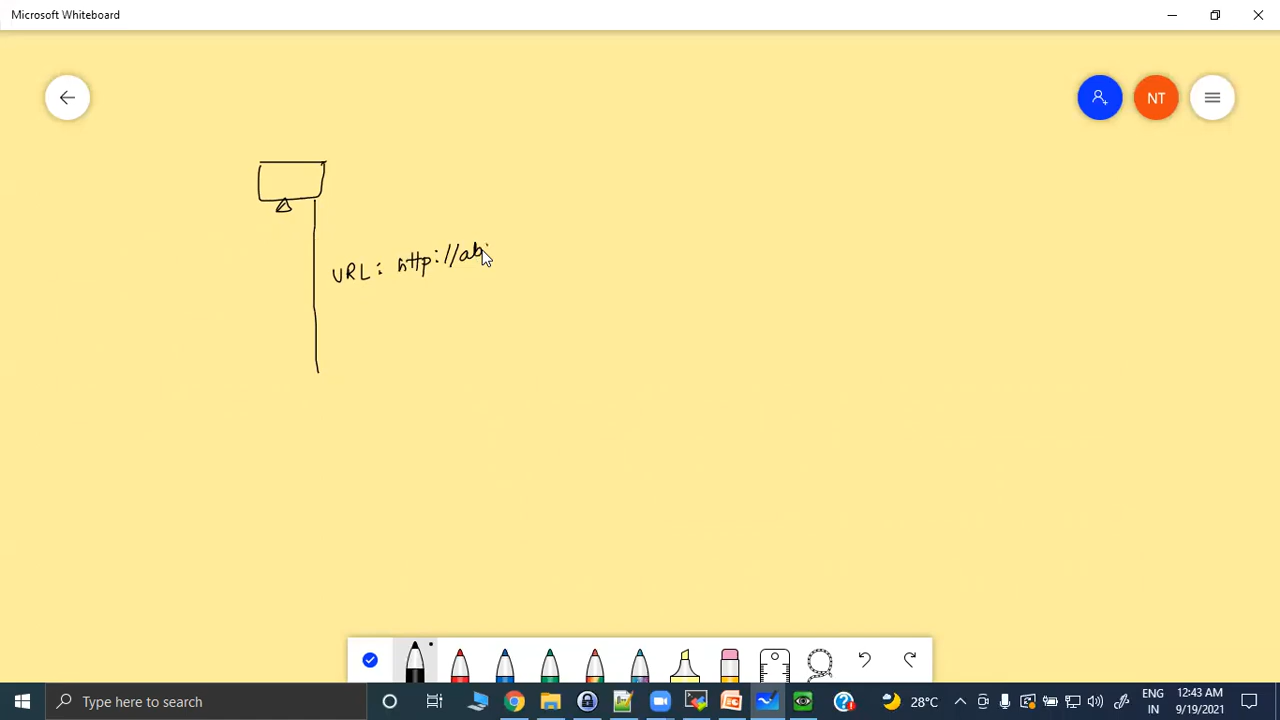 Microsoft Whiteboard
NT
URL: http://ab
Type here to search
28°C
ENG
IN
12:43 AM
9/19/2021